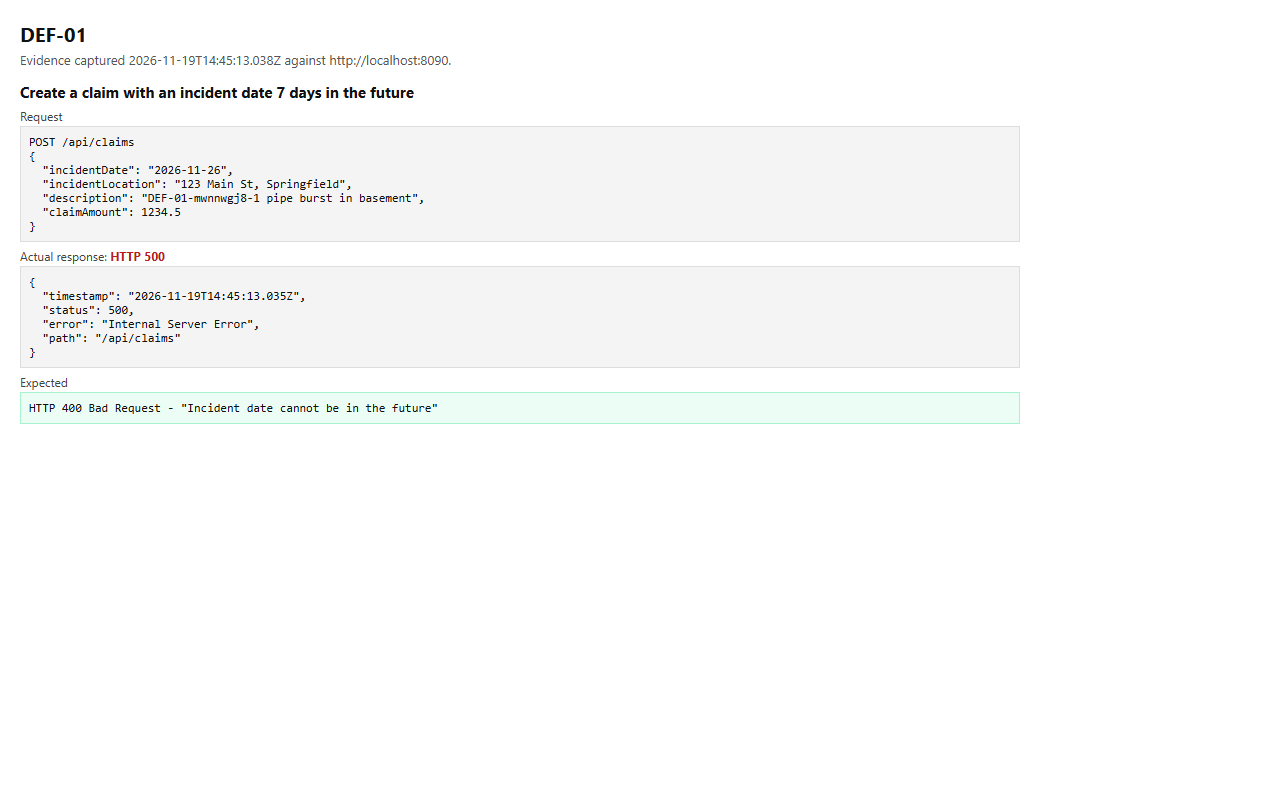 DEF-01
Evidence captured 2026-11-19T14:45:13.038Z against http://localhost:8090.
Create a claim with an incident date 7 days in the future
Request
POST /api/claims
{
  "incidentDate": "2026-11-26",
  "incidentLocation": "123 Main St, Springfield",
  "description": "DEF-01-mwnnwgj8-1 pipe burst in basement",
  "claimAmount": 1234.5
}
Actual response: HTTP 500
{
  "timestamp": "2026-11-19T14:45:13.035Z",
  "status": 500,
  "error": "Internal Server Error",
  "path": "/api/claims"
}
Expected
HTTP 400 Bad Request - "Incident date cannot be in the future"